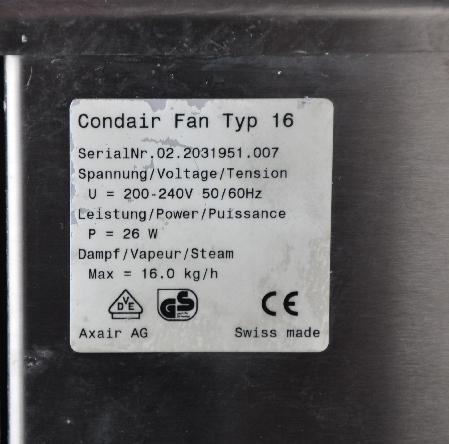 Condair Fan Typ 16
SerialNr.02.2031951.007
Spannung/Voltage/Tension
U = 200-240V 50/60Hz
Leistung/Power/Puissance
P = 26 W
Dampf/Vapeur/Steam
Max = 16.0 kg/h
DVE GS CE
Axair AG Swiss made